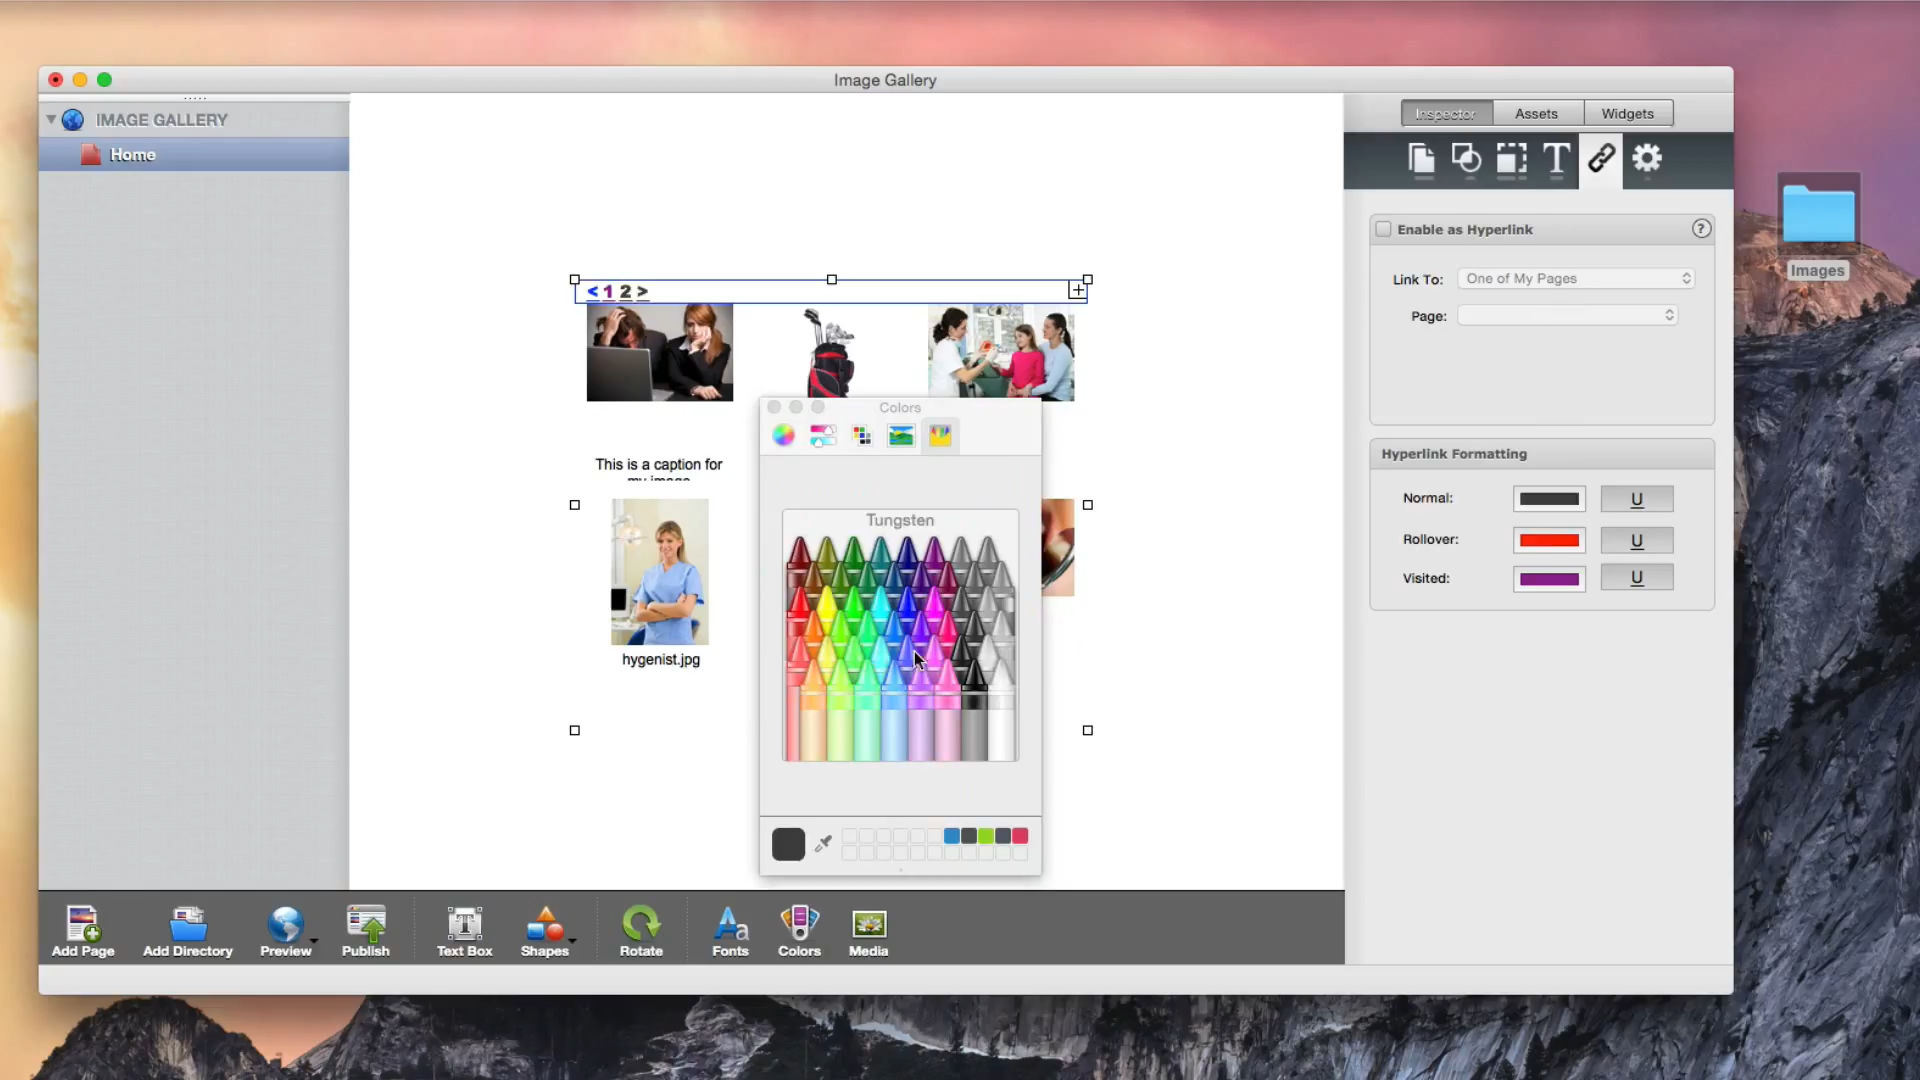 Image Gallery
IMAGE GALLERY
Home
< 1 2 >
This is a caption for
my image
hygenist.jpg
Colors
Tungsten
Inspector
Assets
Widgets
T
Enable as Hyperlink
?
Link To:
One of My Pages
Page:
Hyperlink Formatting
Normal:
U
Rollover:
U
Visited:
U
Images
Add Page
Add Directory
Preview
Publish
Text Box
Shapes
Rotate
Fonts
Colors
Media